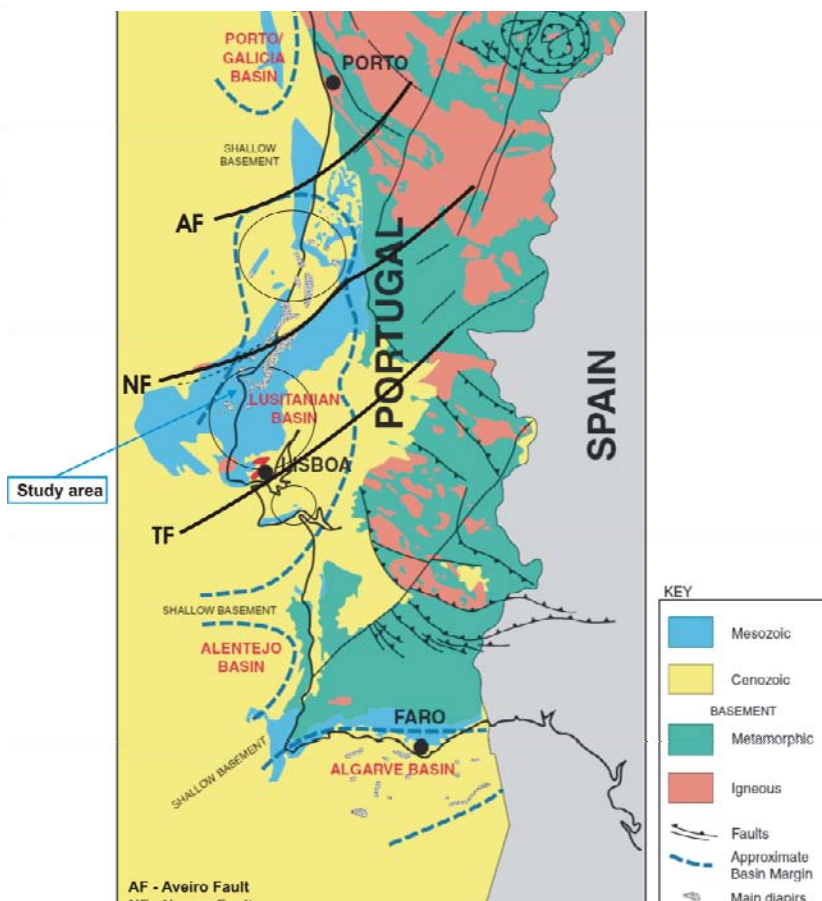 PORTO/
GALICIA
BASIN
PORTO
SHALLOW
BASEMENT
AF
PORTUGAL
NF
LUSITANIAN
BASIN
SPAIN
LISBOA
Study area
TF
SHALLOW BASEMENT
ALENTEJO
BASIN
FARO
SHALLOW BASEMENT
ALGARVE BASIN
KEY
Mesozoic
Cenozoic
BASEMENT
Metamorphic
Igneous
Faults
Approximate
Basin Margin
Main diapirs
AF - Aveiro Fault